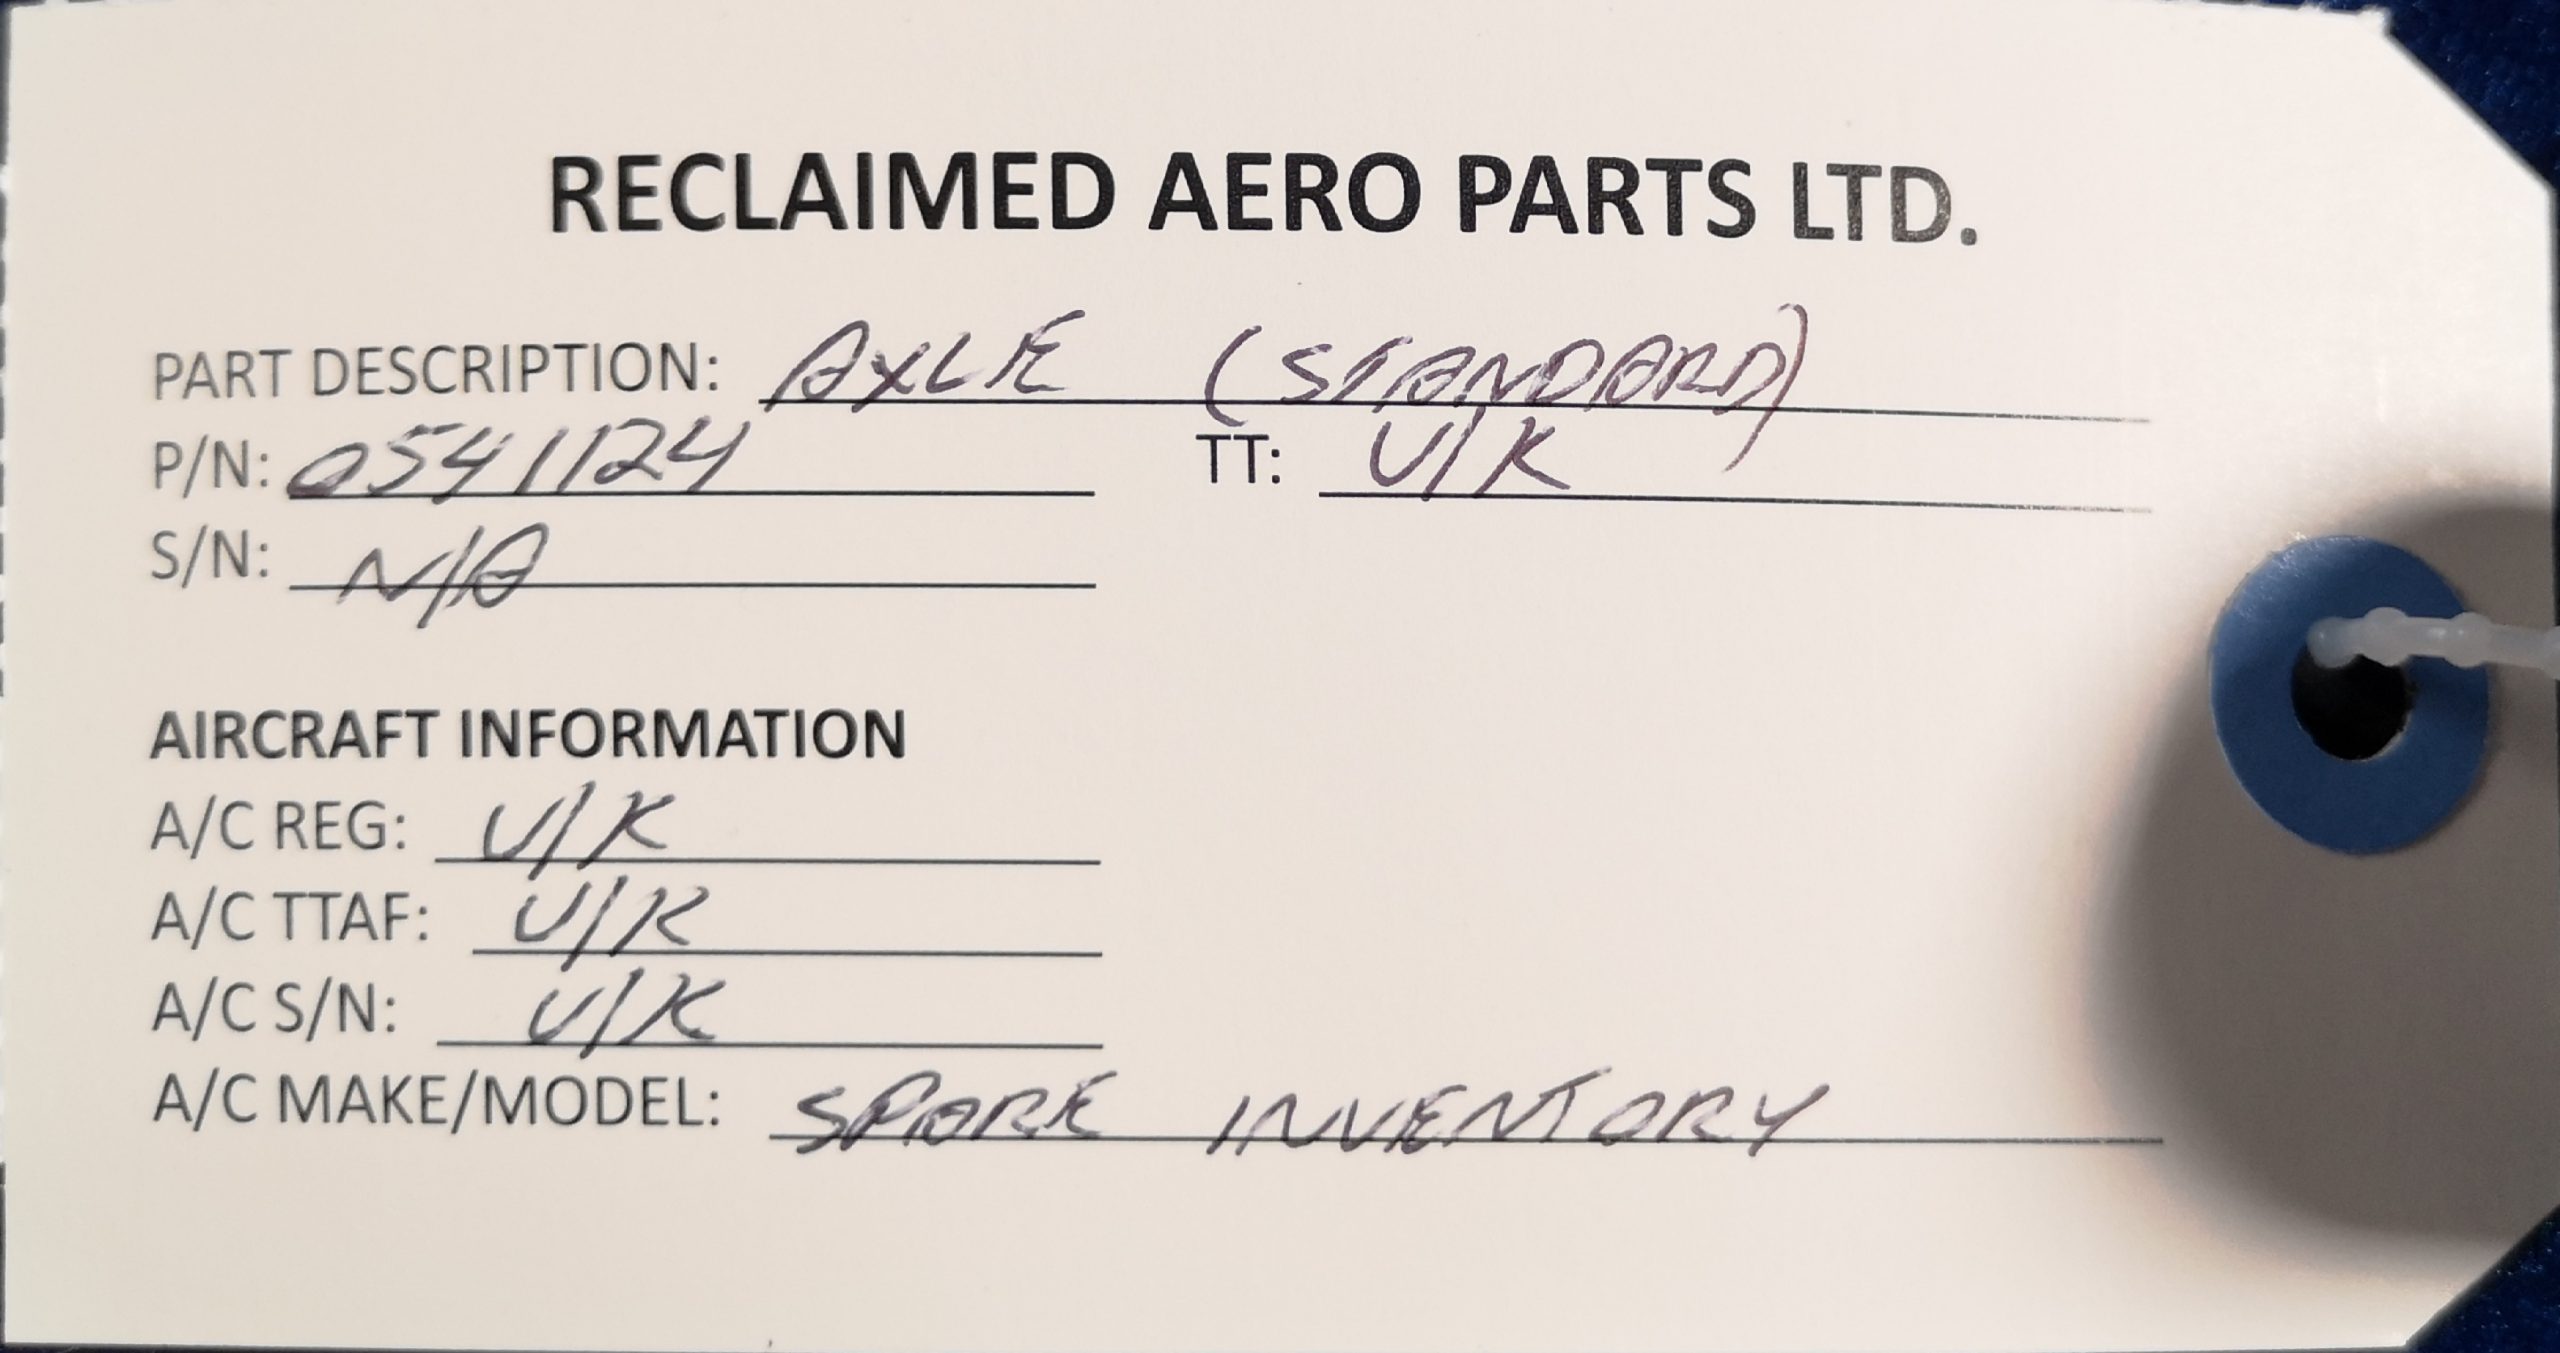 RECLAIMED AERO PARTS LTD.
PART DESCRIPTION: AXLE (STANDARD)
P/N: 0541124 TT: U/K
S/N: N/A
AIRCRAFT INFORMATION
A/C REG: U/K
A/C TTAF: U/K
A/C S/N: U/K
A/C MAKE/MODEL: SPARE INVENTORY